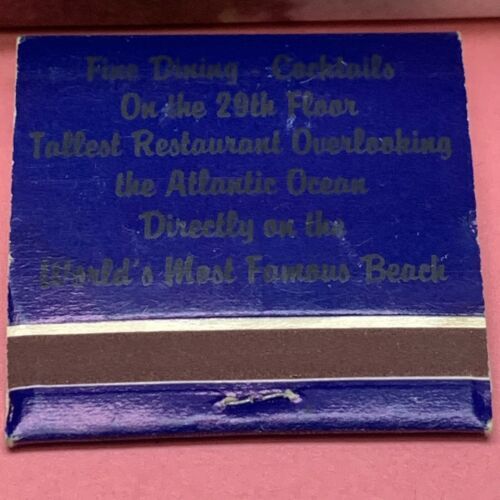 Fine Dining - Cocktails
On the 29th Floor
Tallest Restaurant Overlooking
the Atlantic Ocean
Directly on the
World's Most Famous Beach